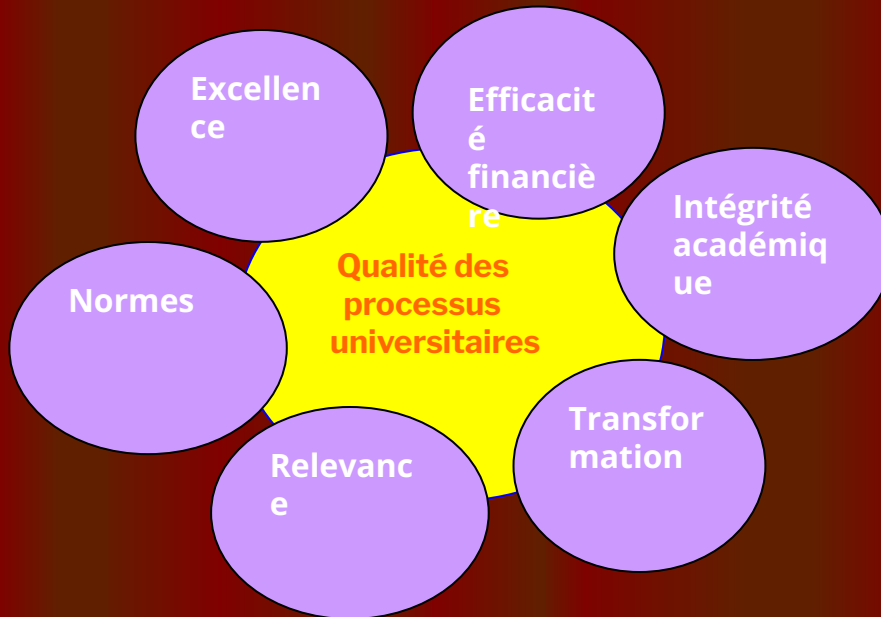 Excellen
ce
Efficacit
é
financiè
re
Intégrité
académiq
ue
Qualité des
processus
universitaires
Normes
Transfor
mation
Relevanc
e